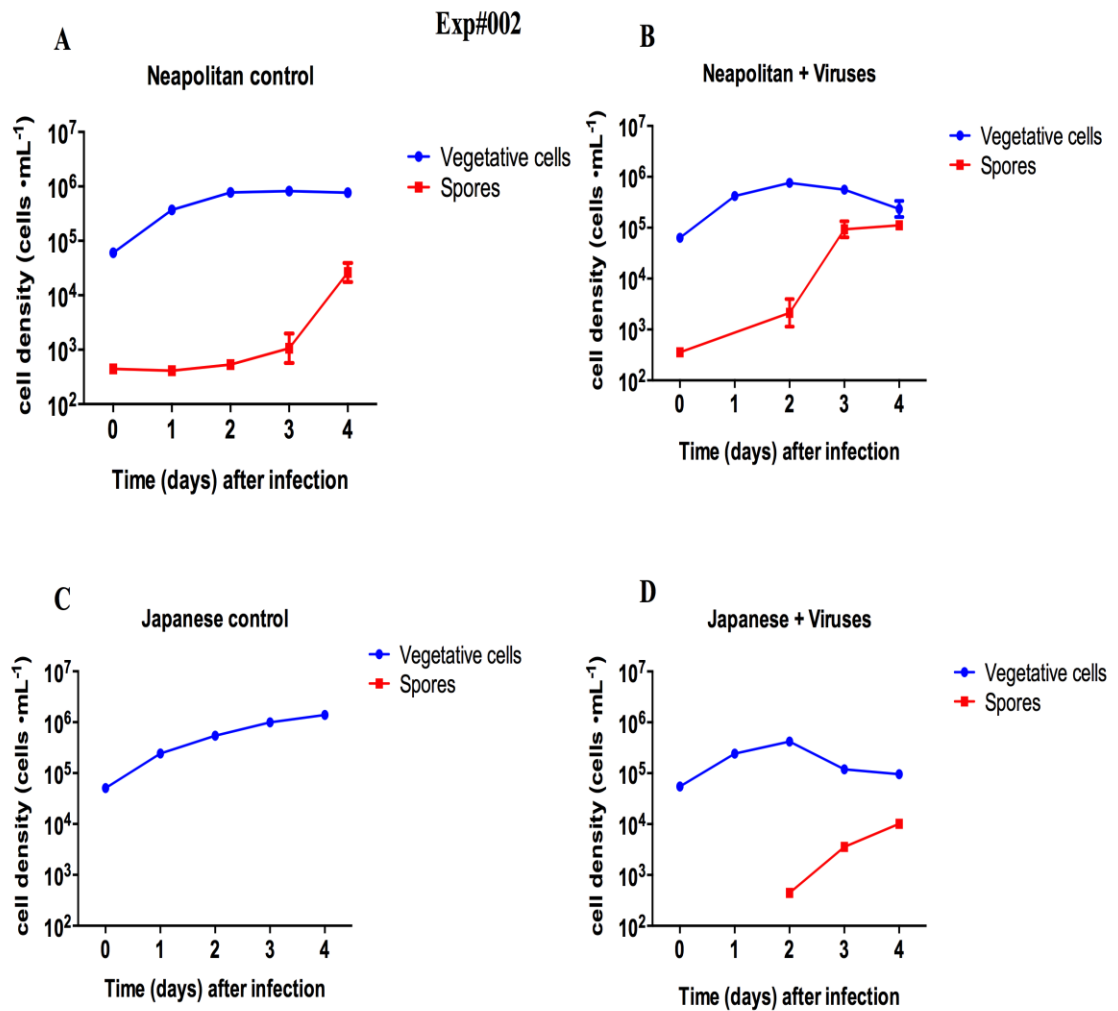 Exp#002
A
Neapolitan control
cell density (cells •mL⁻¹)
10⁷
10⁶
10⁵
10⁴
10³
10²
0 1 2 3 4
Time (days) after infection
Vegetative cells
Spores
B
Neapolitan + Viruses
cell density (cells •mL⁻¹)
10⁷
10⁶
10⁵
10⁴
10³
10²
0 1 2 3 4
Time (days) after infection
Vegetative cells
Spores
C
Japanese control
cell density (cells •mL⁻¹)
10⁷
10⁶
10⁵
10⁴
10³
10²
0 1 2 3 4
Time (days) after infection
Vegetative cells
Spores
D
Japanese + Viruses
cell density (cells •mL⁻¹)
10⁷
10⁶
10⁵
10⁴
10³
10²
0 1 2 3 4
Time (days) after infection
Vegetative cells
Spores